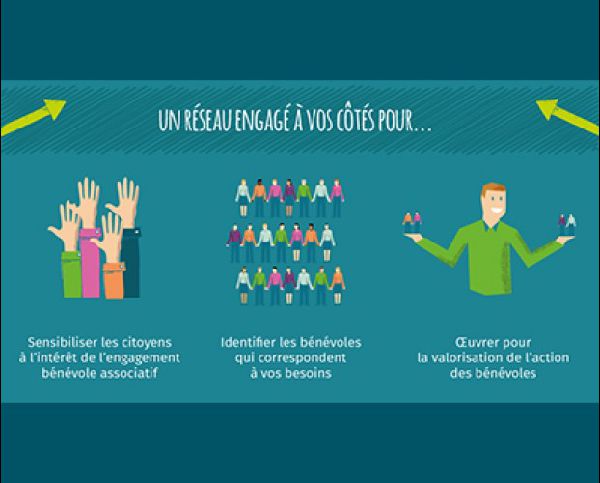 UN RÉSEAU ENGAGÉ À VOS CÔTÉS POUR...
Sensibiliser les citoyens
à l'intérêt de l'engagement
bénévole associatif
Identifier les bénévoles
qui correspondent
à vos besoins
Œuvrer pour
la valorisation de l'action
des bénévoles